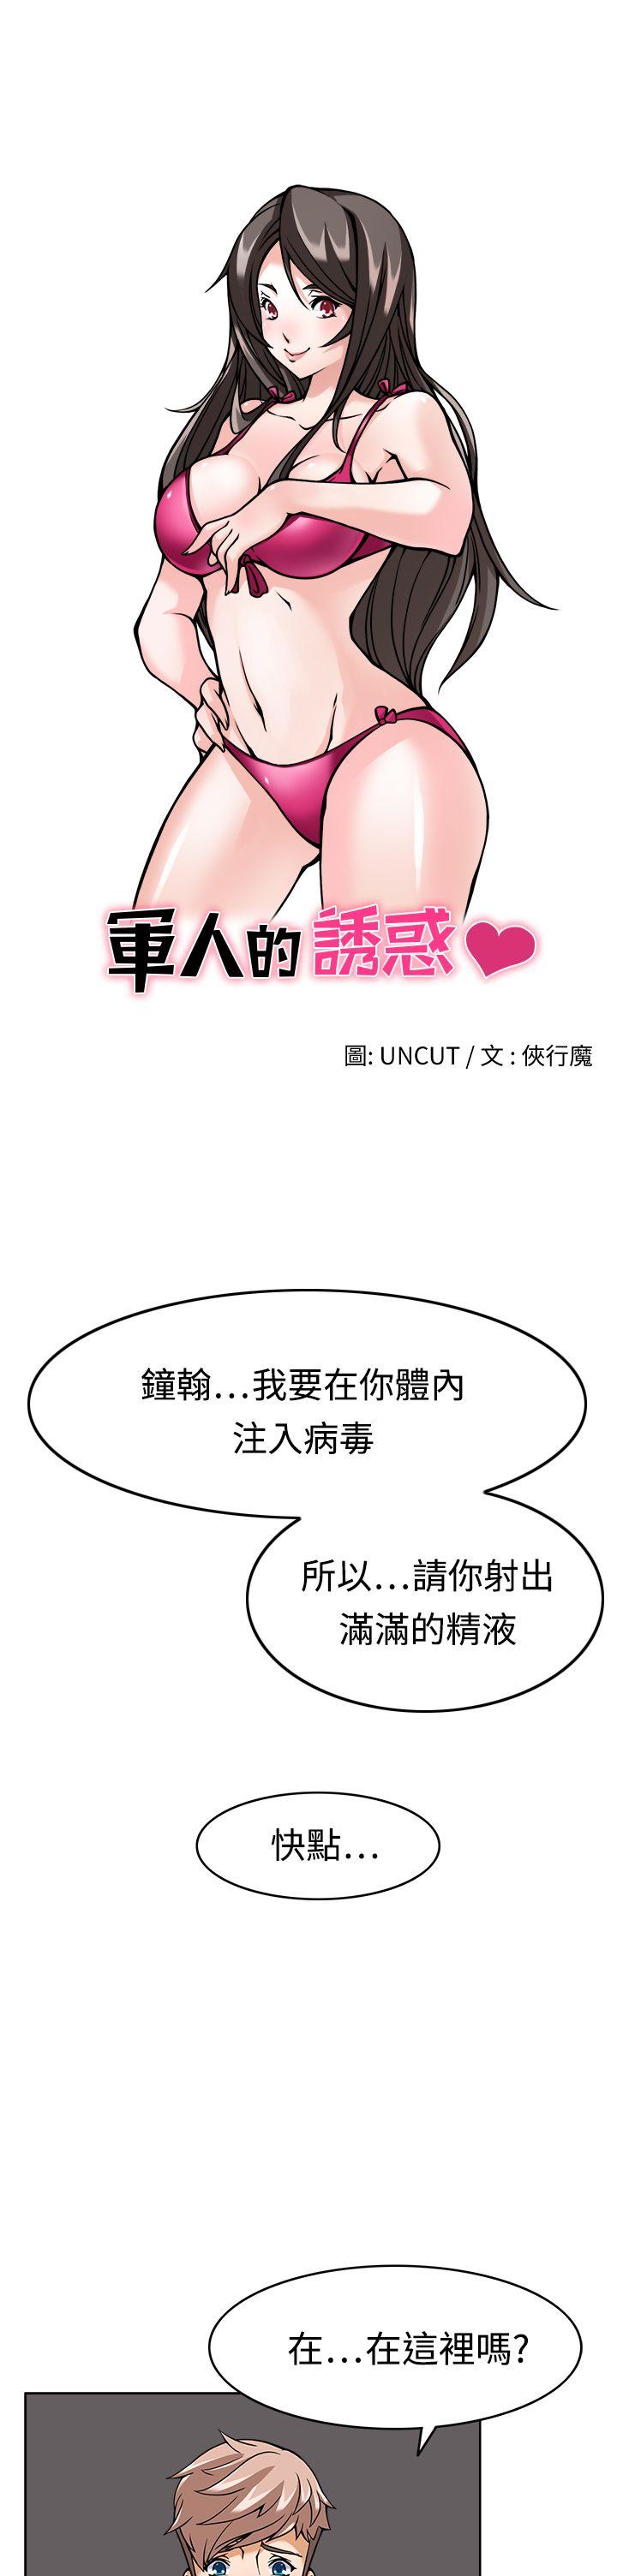 軍人的誘惑
圖: UNCUT / 文 : 俠行魔
鐘翰...我要在你體內
注入病毒
所以...請你射出
滿滿的精液
快點...
在...在這裡嗎?